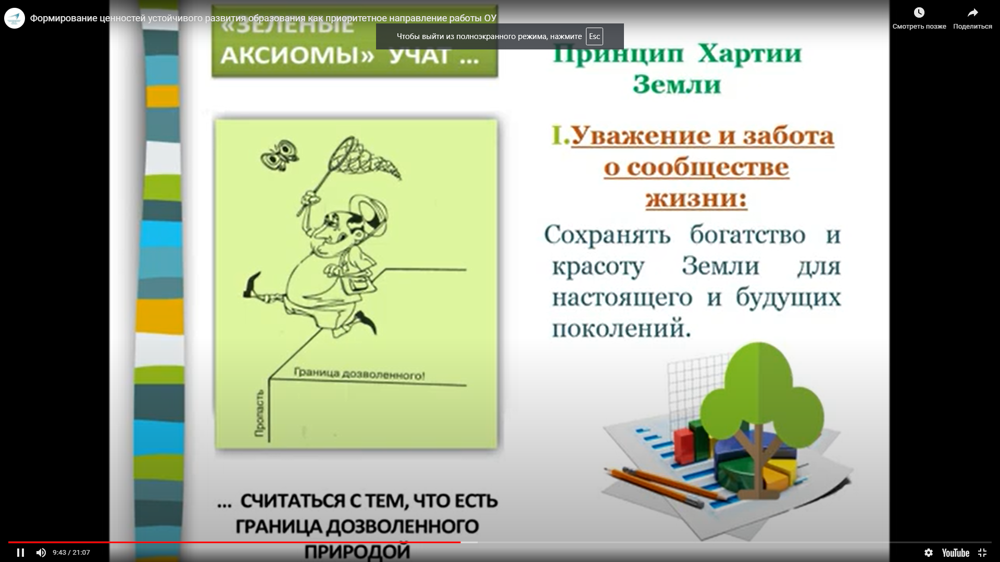 Формирование ценностей устойчивого развития образования как приоритетное направление работы ОУ
Смотреть позже
Поделиться
Чтобы выйти из полноэкранного режима, нажмите Esc
«ЗЕЛЕНЫЕ
АКСИОМЫ» УЧАТ ...
Граница дозволенного!
Пропасть
... СЧИТАТЬСЯ С ТЕМ, ЧТО ЕСТЬ
ГРАНИЦА ДОЗВОЛЕННОГО
ПРИРОДОЙ
Принцип Хартии
Земли
I.Уважение и забота
о сообществе
жизни:
Сохранять богатство и
красоту Земли для
настоящего и будущих
поколений.
9:43 / 21:07
YouTube